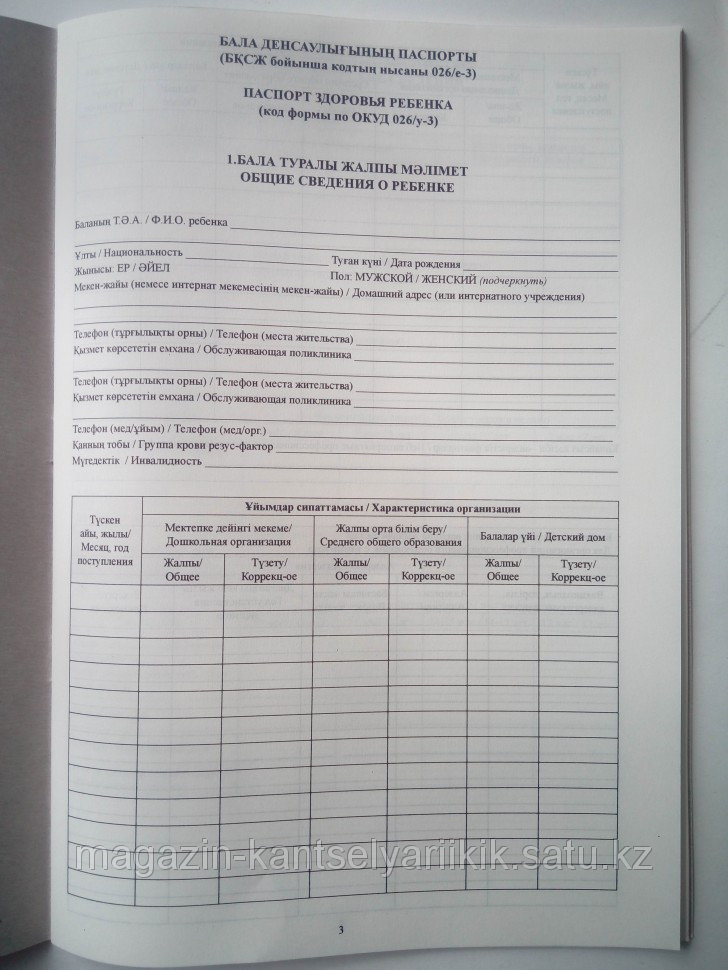 БАЛА ДЕНСАУЛЫҒЫНЫҢ ПАСПОРТЫ
(БҚСЖ бойынша кодтың нысаны 026/е-3)
ПАСПОРТ ЗДОРОВЬЯ РЕБЕНКА
(код формы по ОКУД 026/у-3)
1.БАЛА ТУРАЛЫ ЖАЛПЫ МӘЛІМЕТ
ОБЩИЕ СВЕДЕНИЯ О РЕБЕНКЕ
Баланың Т.Ә.А. / Ф.И.О. ребенка
Ұлты / Национальность Туған күні / Дата рождения
Жынысы: ЕР / ӘЙЕЛ Пол: МУЖСКОЙ / ЖЕНСКИЙ (подчеркнуть)
Мекен-жайы (немесе интернат мекемесінің мекен-жайы) / Домашний адрес (или интернатного учреждения)
Телефон (тұрғылықты орны) / Телефон (места жительства)
Қызмет көрсететін емхана / Обслуживающая поликлиника
Телефон (тұрғылықты орны) / Телефон (места жительства)
Қызмет көрсететін емхана / Обслуживающая поликлиника
Телефон (мед/ұйым) / Телефон (мед/орг.)
Қанның тобы / Группа крови резус-фактор
Мүгедектік / Инвалидность
Түскен
айы, жылы/
Месяц, год
поступления
Ұйымдар сипаттамасы / Характеристика организации
Мектепке дейінгі мекеме/
Дошкольная организация
Жалпы орта білім беру/
Среднего общего образования
Балалар үйі / Детский дом
Жалпы/
Общее
Түзету/
Коррекц-ое
Жалпы/
Общее
Түзету/
Коррекц-ое
Жалпы/
Общее
Түзету/
Коррекц-ое
magazin-kantselyariikik.satu.kz
3